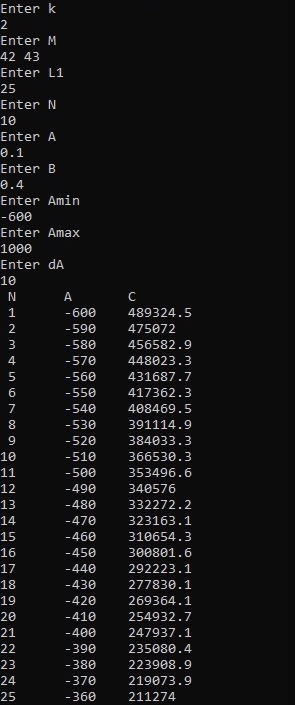 Enter k
2
Enter M
42 43
Enter L1
25
Enter N
10
Enter A
0.1
Enter B
0.4
Enter Amin
-600
Enter Amax
1000
Enter dA
10
N A C
1 -600 489324.5
2 -590 475072
3 -580 456582.9
4 -570 448023.3
5 -560 431687.7
6 -550 417362.3
7 -540 408469.5
8 -530 391114.9
9 -520 384033.3
10 -510 366530.3
11 -500 353496.6
12 -490 340576
13 -480 332272.2
14 -470 323163.1
15 -460 310654.3
16 -450 300801.6
17 -440 292223.1
18 -430 277830.1
19 -420 269364.1
20 -410 254932.7
21 -400 247937.1
22 -390 235080.4
23 -380 223908.9
24 -370 219073.9
25 -360 211274